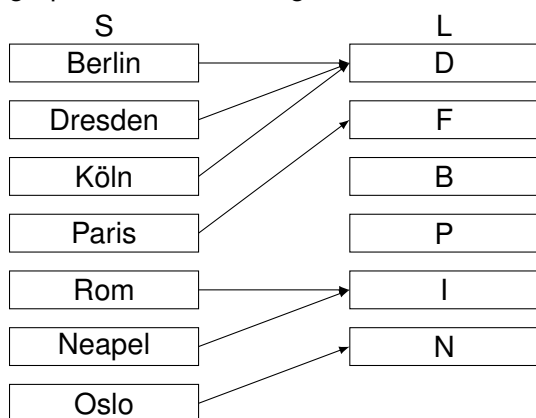 S L
Berlin D
Dresden F
Köln B
Paris P
Rom I
Neapel N
Oslo